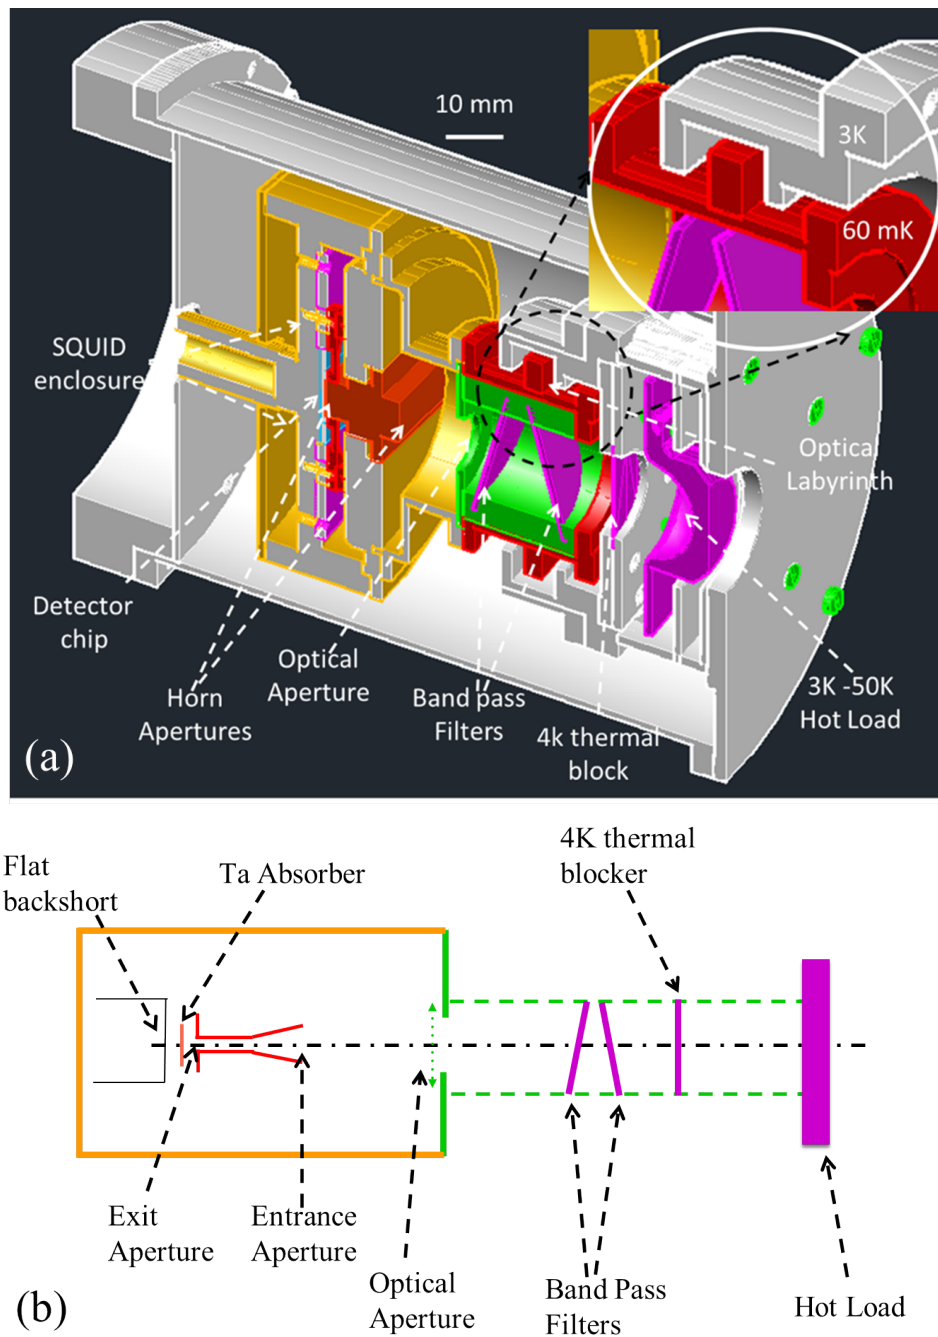 10 mm
3K
60 mK
SQUID
enclosure
Optical
Labyrinth
Detector
chip
Horn
Apertures
Optical
Aperture
Band pass
Filters
4k thermal
block
3K -50K
Hot Load
(a)
4K thermal
blocker
Flat
backshort
Ta Absorber
Exit
Aperture
Entrance
Aperture
Optical
Aperture
Band Pass
Filters
Hot Load
(b)